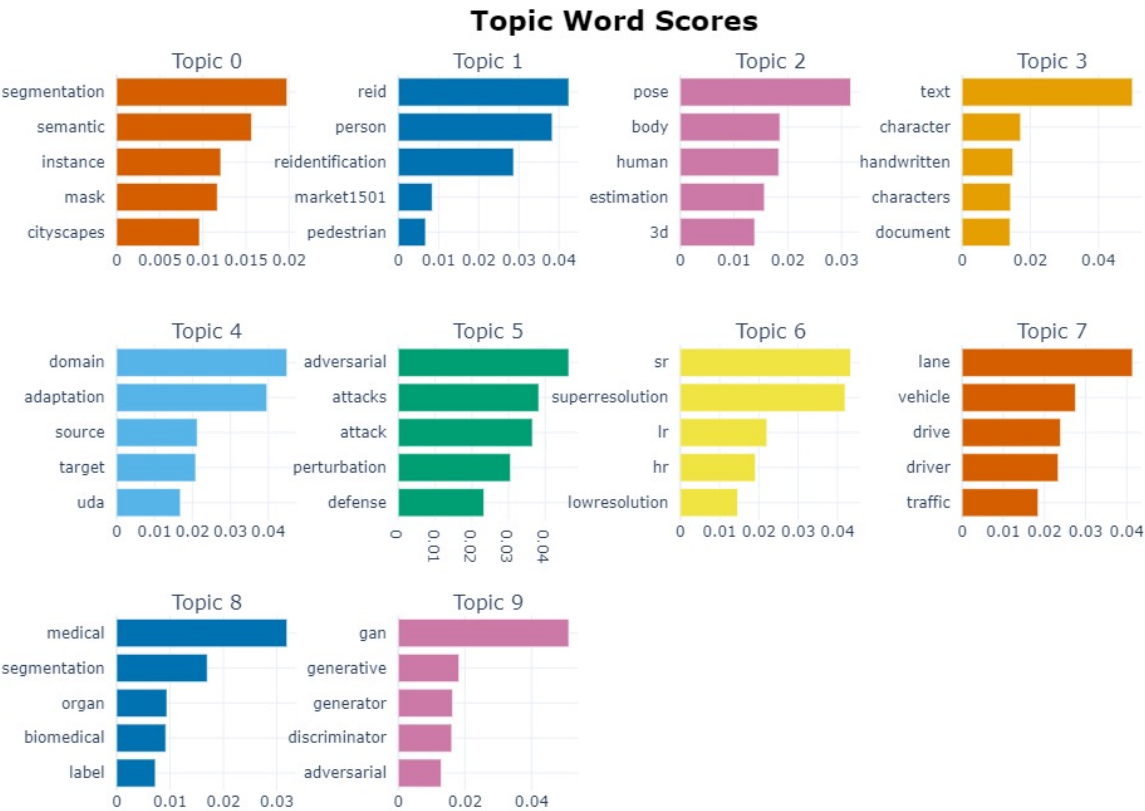 Topic Word Scores
Topic 0
segmentation
semantic
instance
mask
cityscapes
0 0.005 0.01 0.015 0.02
Topic 1
reid
person
reidentification
market1501
pedestrian
0 0.01 0.02 0.03 0.04
Topic 2
pose
body
human
estimation
3d
0 0.01 0.02 0.03
Topic 3
text
character
handwritten
characters
document
0 0.02 0.04
Topic 4
domain
adaptation
source
target
uda
0 0.01 0.02 0.03 0.04
Topic 5
adversarial
attacks
attack
perturbation
defense
0 0.01 0.02 0.03 0.04
Topic 6
sr
superresolution
lr
hr
lowresolution
0 0.01 0.02 0.03 0.04
Topic 7
lane
vehicle
drive
driver
traffic
0 0.01 0.02 0.03 0.04
Topic 8
medical
segmentation
organ
biomedical
label
0 0.01 0.02 0.03
Topic 9
gan
generative
generator
discriminator
adversarial
0 0.02 0.04